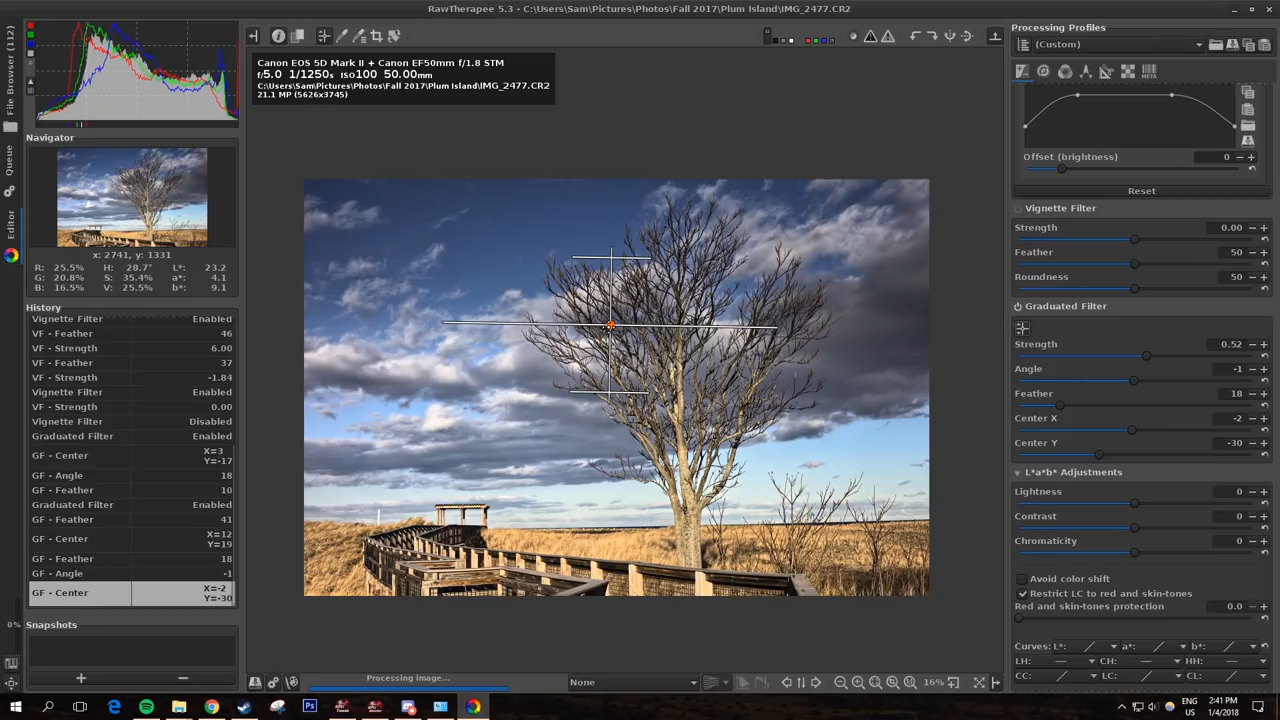 RawTherapee 5.3 - C:\Users\Sam\Pictures\Photos\Fall 2017\Plum Island\IMG_2477.CR2
File Browser (112)
Queue
Editor
Navigator
x: 2741, y: 1331
R: 25.5% H: 28.7° L*: 23.2
G: 20.8% S: 35.4% a*: 4.1
B: 16.5% V: 25.5% b*: 9.1
History
Vignette Filter Enabled
VF - Feather 46
VF - Strength 6.00
VF - Feather 37
VF - Strength -1.84
Vignette Filter Enabled
VF - Strength 0.00
Vignette Filter Disabled
Graduated Filter Enabled
GF - Center X=3 Y=-17
GF - Angle 18
GF - Feather 10
Graduated Filter Enabled
GF - Feather 41
GF - Center X=12 Y=19
GF - Feather 18
GF - Angle -1
GF - Center X=-2 Y=-30
Snapshots
0%
Canon EOS 5D Mark II + Canon EF50mm f/1.8 STM
f/5.0 1/1250s ISO100 50.00mm
C:\Users\Sam\Pictures\Photos\Fall 2017\Plum Island\IMG_2477.CR2
21.1 MP (5626x3745)
Processing image...
None
16%
Processing Profiles
(Custom)
META
Offset (brightness) 0
Reset
Vignette Filter
Strength 0.00
Feather 50
Roundness 50
Graduated Filter
Strength 0.52
Angle -1
Feather 18
Center X -2
Center Y -30
L*a*b* Adjustments
Lightness 0
Contrast 0
Chromaticity 0
Avoid color shift
Restrict LC to red and skin-tones
Red and skin-tones protection 0.0
Curves: L*: a*: b*:
LH: CH: HH:
CC: LC: CL:
Ps
ENG
US
2:41 PM
1/4/2018